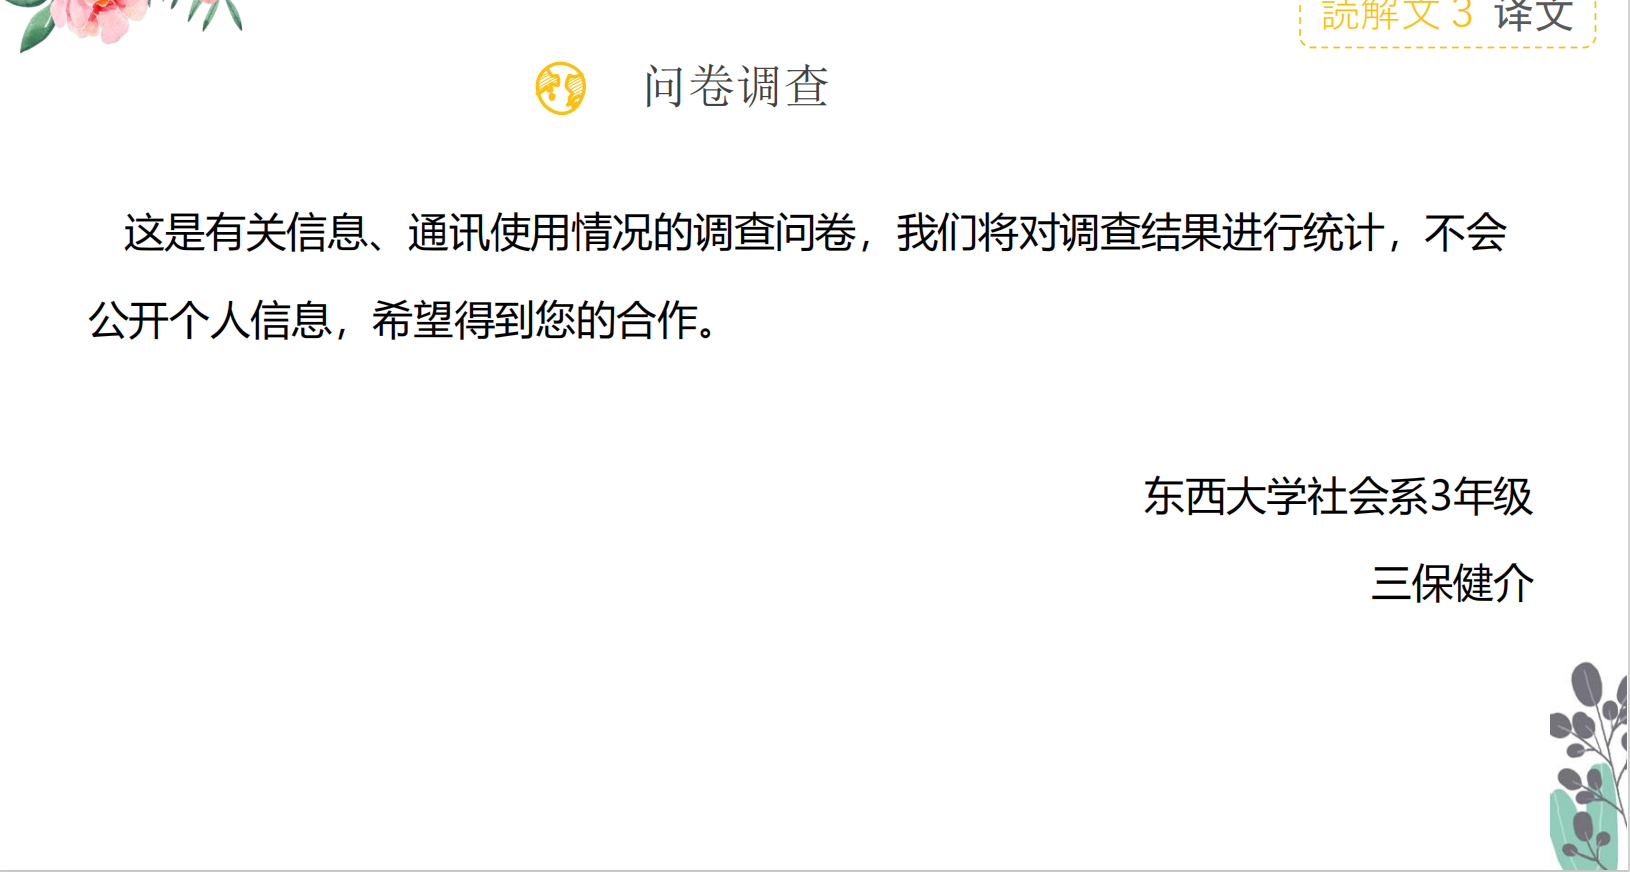 読解文３ 译文
问卷调查
这是有关信息、通讯使用情况的调查问卷，我们将对调查结果进行统计，不会
公开个人信息，希望得到您的合作。
东西大学社会系3年级
三保健介